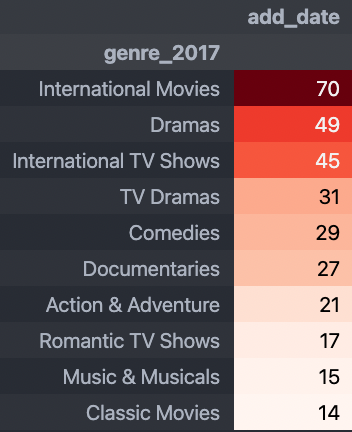 add_date
genre_2017
International Movies 70
Dramas 49
International TV Shows 45
TV Dramas 31
Comedies 29
Documentaries 27
Action & Adventure 21
Romantic TV Shows 17
Music & Musicals 15
Classic Movies 14